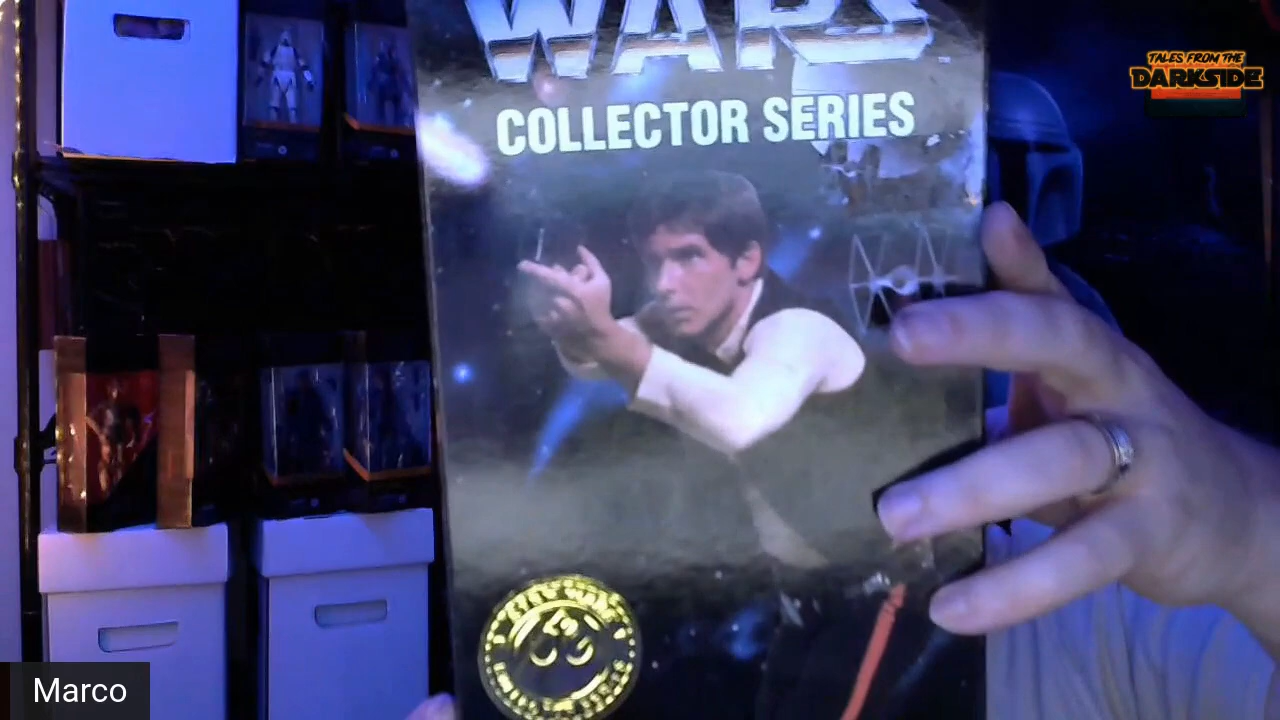 WARS
COLLECTOR SERIES
TALES FROM THE
DARKSIDE
Marco